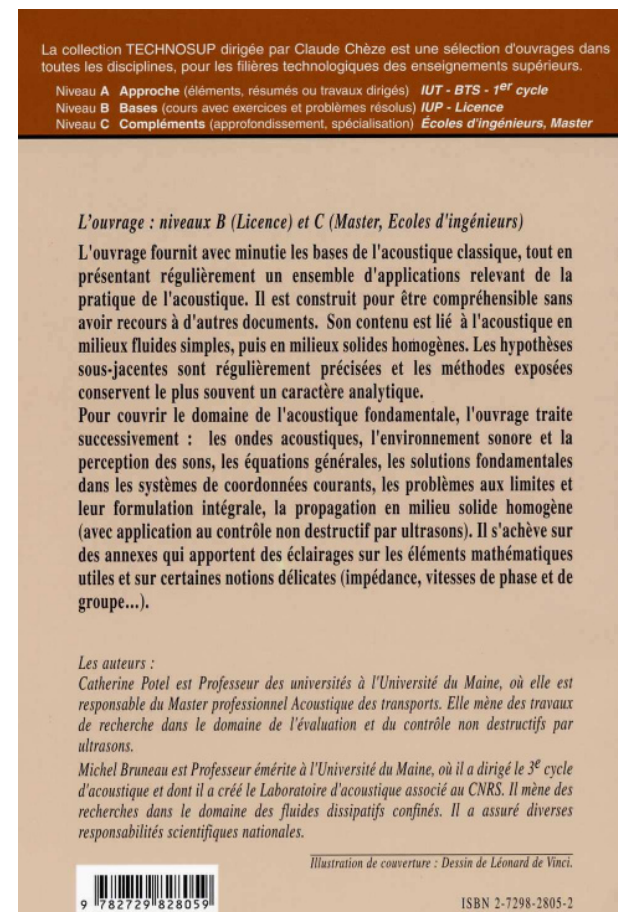 La collection TECHNOSUP dirigée par Claude Chèze est une sélection d'ouvrages dans
toutes les disciplines, pour les filières technologiques des enseignements supérieurs.
Niveau A Approche (éléments, résumés ou travaux dirigés) IUT - BTS - 1er cycle
Niveau B Bases (cours avec exercices et problèmes résolus) IUP - Licence
Niveau C Compléments (approfondissement, spécialisation) Écoles d'ingénieurs, Master
L'ouvrage : niveaux B (Licence) et C (Master, Ecoles d'ingénieurs)
L'ouvrage fournit avec minutie les bases de l'acoustique classique, tout en
présentant régulièrement un ensemble d'applications relevant de la
pratique de l'acoustique. Il est construit pour être compréhensible sans
avoir recours à d'autres documents. Son contenu est lié à l'acoustique en
milieux fluides simples, puis en milieux solides homogènes. Les hypothèses
sous-jacentes sont régulièrement précisées et les méthodes exposées
conservent le plus souvent un caractère analytique.
Pour couvrir le domaine de l'acoustique fondamentale, l'ouvrage traite
successivement : les ondes acoustiques, l'environnement sonore et la
perception des sons, les équations générales, les solutions fondamentales
dans les systèmes de coordonnées courants, les problèmes aux limites et
leur formulation intégrale, la propagation en milieu solide homogène
(avec application au contrôle non destructif par ultrasons). Il s'achève sur
des annexes qui apportent des éclairages sur les éléments mathématiques
utiles et sur certaines notions délicates (impédance, vitesses de phase et de
groupe...).
Les auteurs :
Catherine Potel est Professeur des universités à l'Université du Maine, où elle est
responsable du Master professionnel Acoustique des transports. Elle mène des travaux
de recherche dans le domaine de l'évaluation et du contrôle non destructifs par
ultrasons.
Michel Bruneau est Professeur émérite à l'Université du Maine, où il a dirigé le 3e cycle
d'acoustique et dont il a créé le Laboratoire d'acoustique associé au CNRS. Il mène des
recherches dans le domaine des fluides dissipatifs confinés. Il a assuré diverses
responsabilités scientifiques nationales.
Illustration de couverture : Dessin de Léonard de Vinci.
9 782729 828059
ISBN 2-7298-2805-2